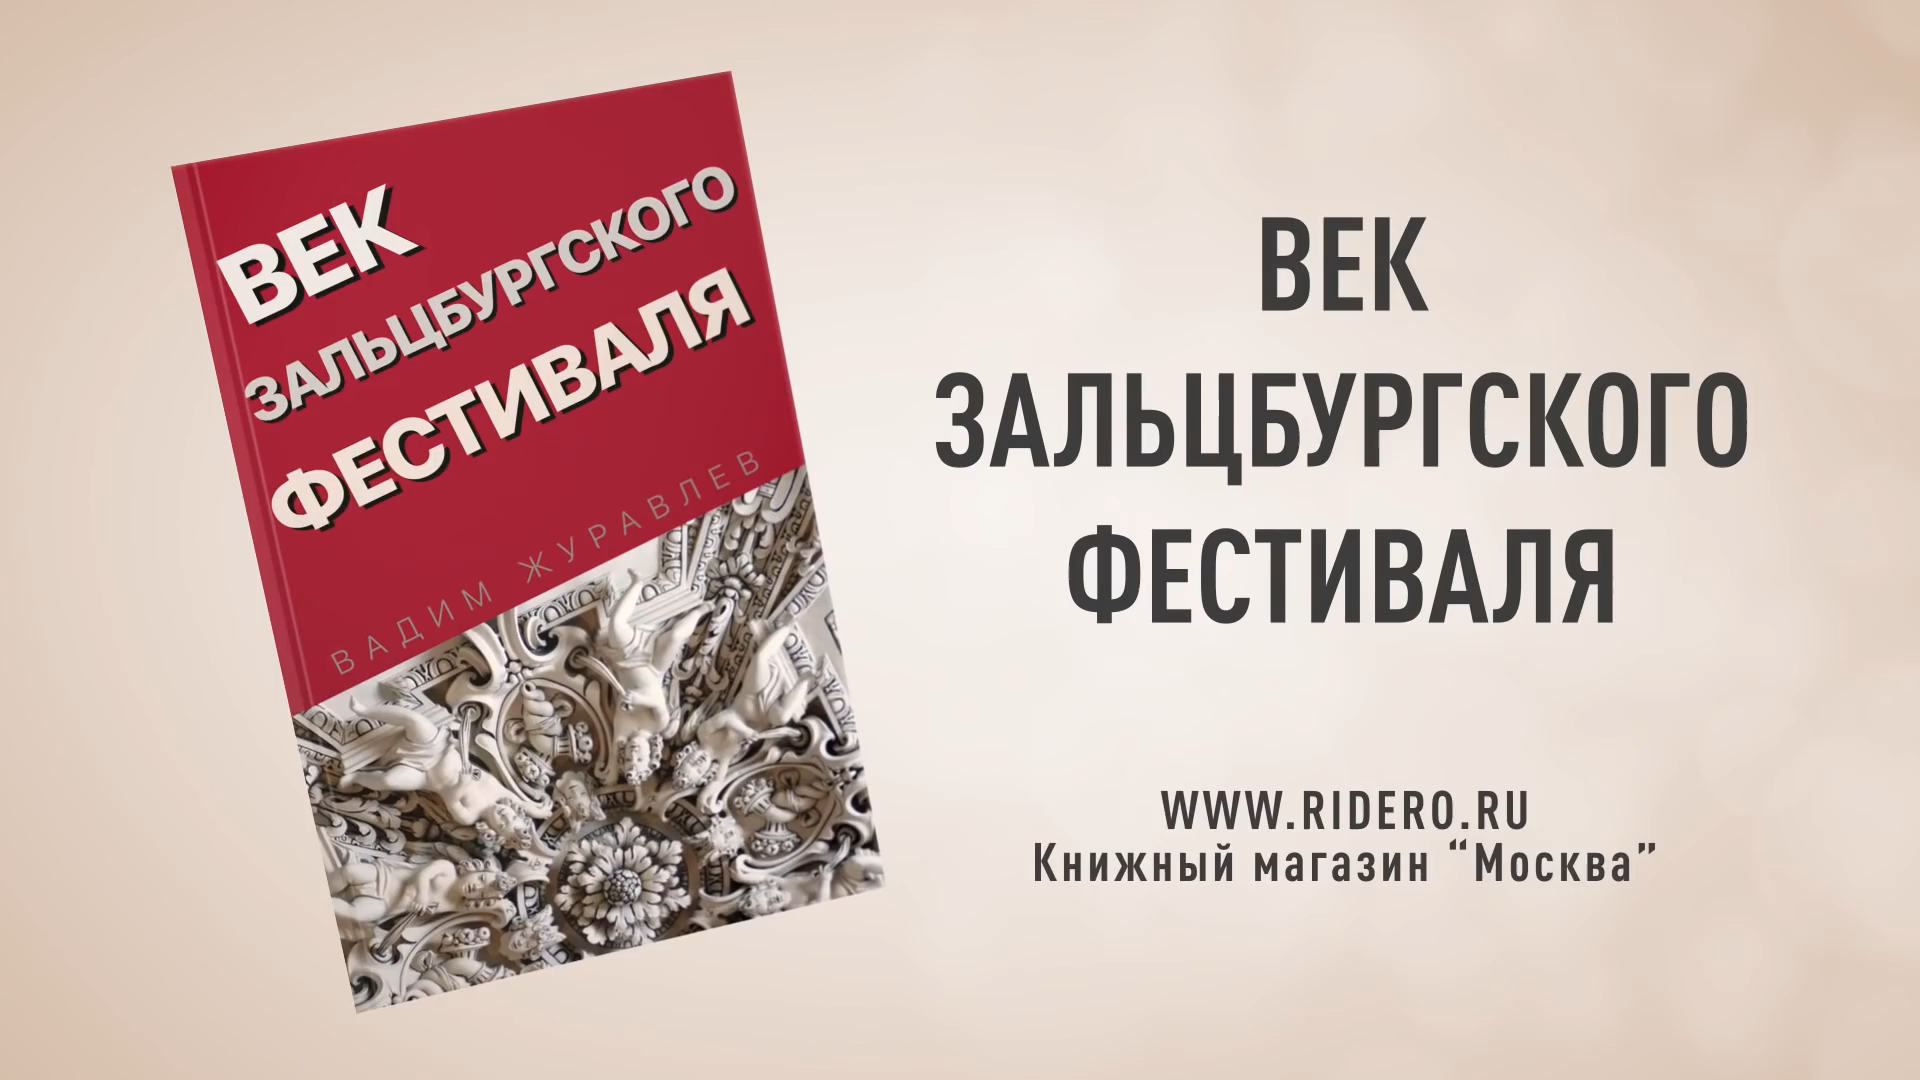 ВЕК
ЗАЛЬЦБУРГСКОГО
ФЕСТИВАЛЯ
ВАДИМ ЖУРАВЛЕВ
ВЕК
ЗАЛЬЦБУРГСКОГО
ФЕСТИВАЛЯ
WWW.RIDERO.RU
Книжный магазин “Москва”